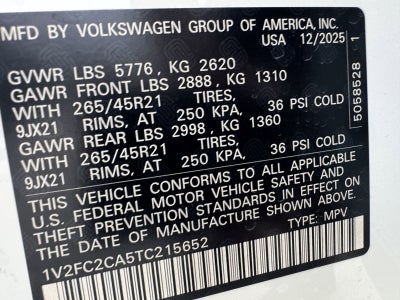 MFD BY VOLKSWAGEN GROUP OF AMERICA, INC.
USA 12/2025
GVWR LBS 5776 , KG 2620
GAWR FRONT LBS 2888 , KG 1310
WITH 265/45R21 TIRES,
9JX21 RIMS, AT 250 KPA, 36 PSI COLD
GAWR REAR LBS 2998 , KG 1360
WITH 265/45R21 TIRES,
9JX21 RIMS, AT 250 KPA, 36 PSI COLD
THIS VEHICLE CONFORMS TO ALL APPLICABLE
U.S. FEDERAL MOTOR VEHICLE SAFETY AND
THEFT PREVENTION STANDARDS IN EFFECT ON
THE DATE OF MANUFACTURE SHOWN ABOVE.
1V2FC2CA5TC215652
TYPE: MPV
5058528 1